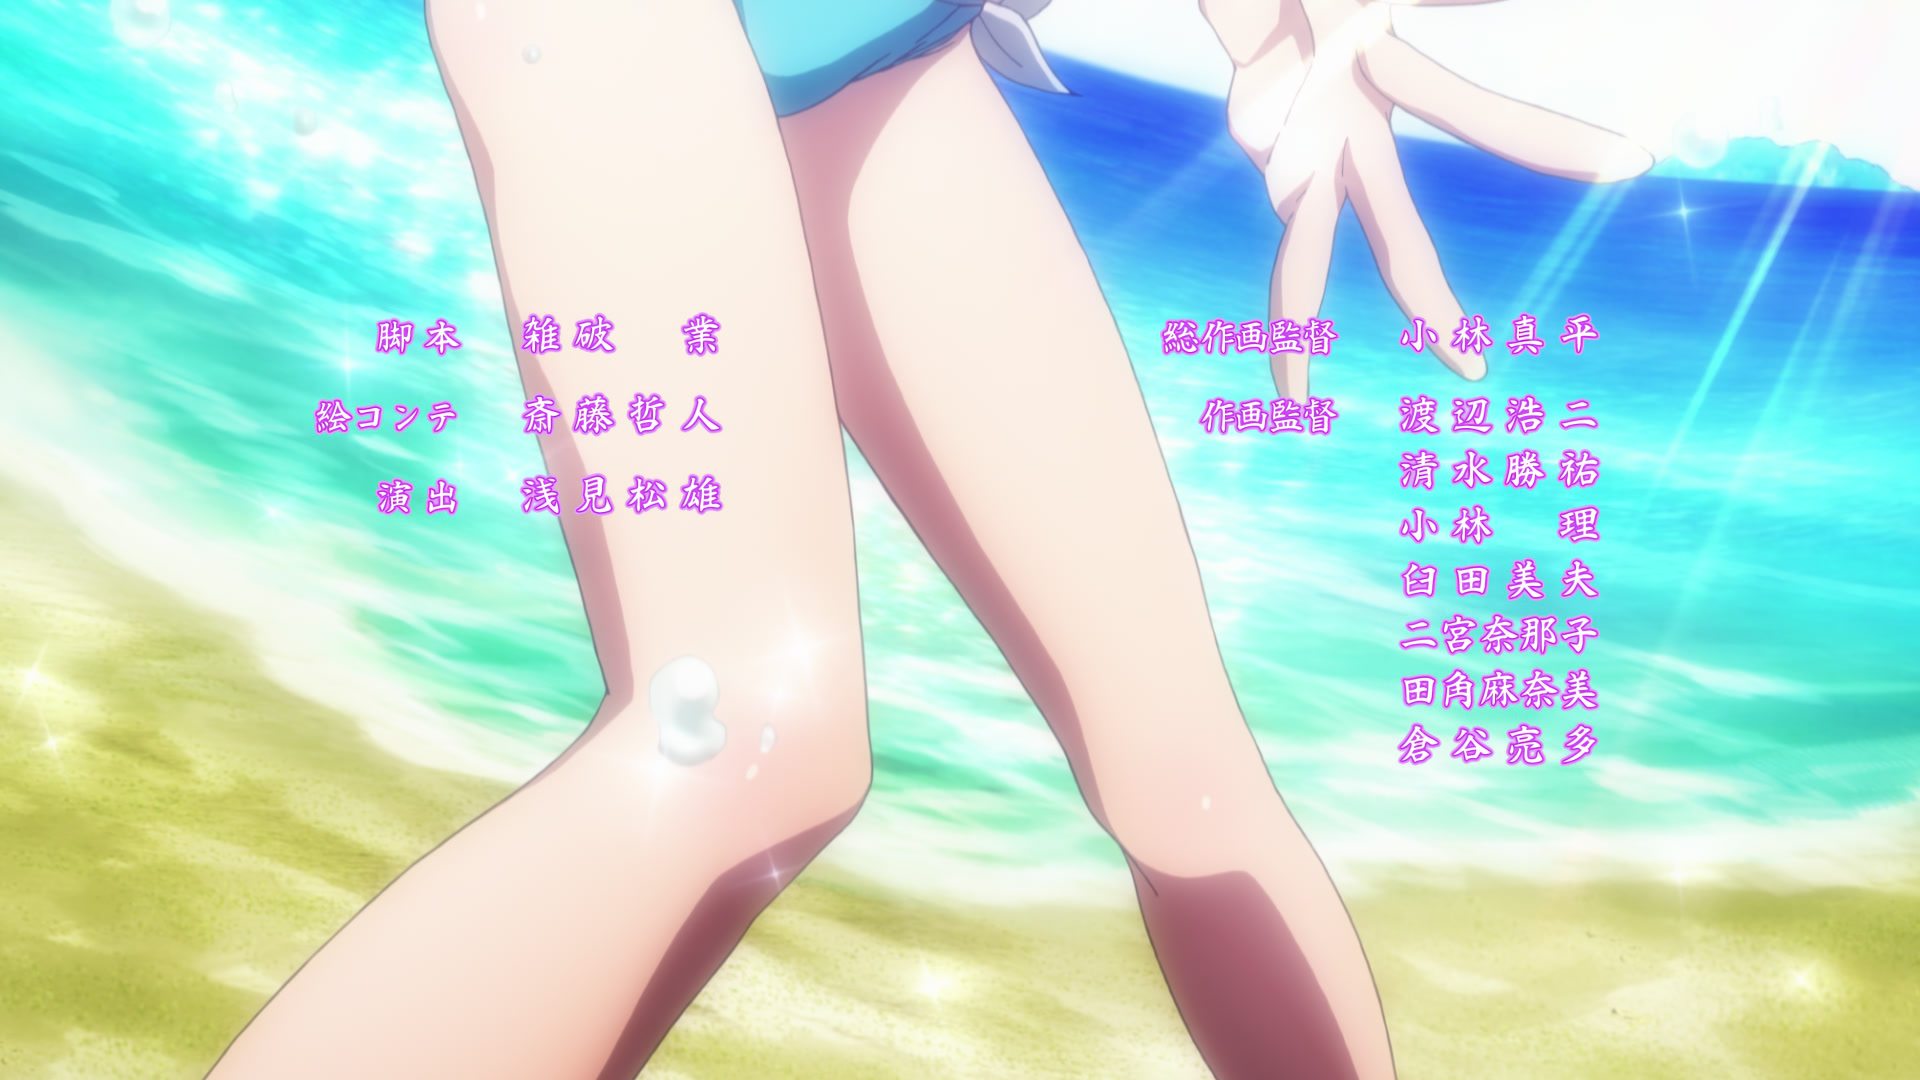 脚本 雑破 業
絵コンテ 斎藤哲人
演出 浅見松雄
総作画監督 小林真平
作画監督 渡辺浩二
清水勝祐
小林 理
臼田美夫
二宮奈那子
田角麻奈美
倉谷亮多